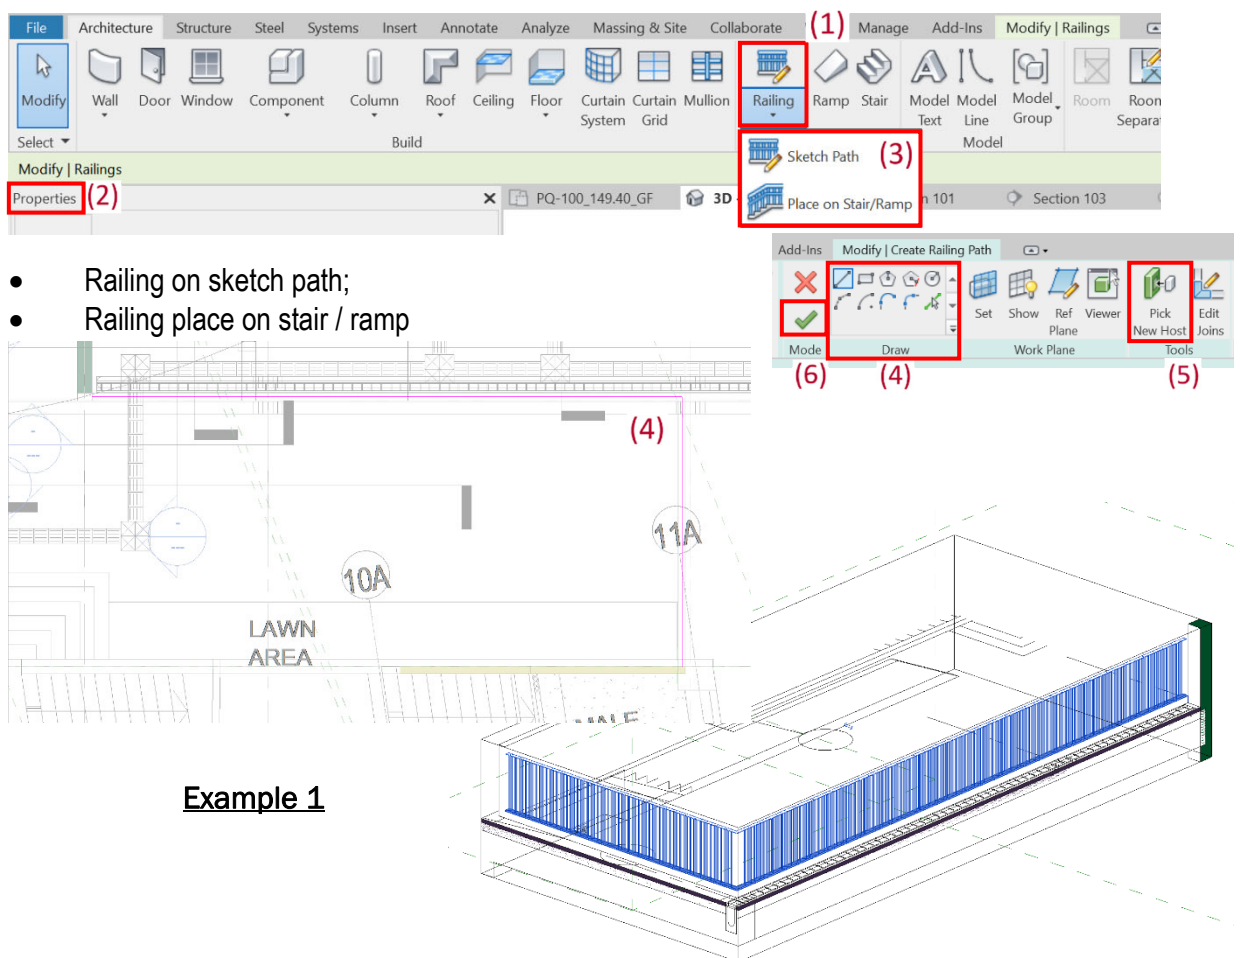 File Architecture Structure Steel Systems Insert Annotate Analyze Massing & Site Collaborate (1) Manage Add-Ins Modify | Railings
Modify Wall Door Window Component Column Roof Ceiling Floor Curtain System Curtain Grid Mullion Railing Ramp Stair Model Text Model Line Model Group Room Room Separa
Select Build Model
Sketch Path (3)
Modify | Railings
Properties (2) PQ-100_149.40_GF 3D n 101 Section 103
Place on Stair/Ramp
Add-Ins Modify | Create Railing Path
Set Show Ref Plane Viewer Pick New Host Edit Joins
Mode Draw Work Plane Tools
(6) (4) (5)
• Railing on sketch path;
• Railing place on stair / ramp
(4)
11A
10A
LAWN
AREA
Example 1